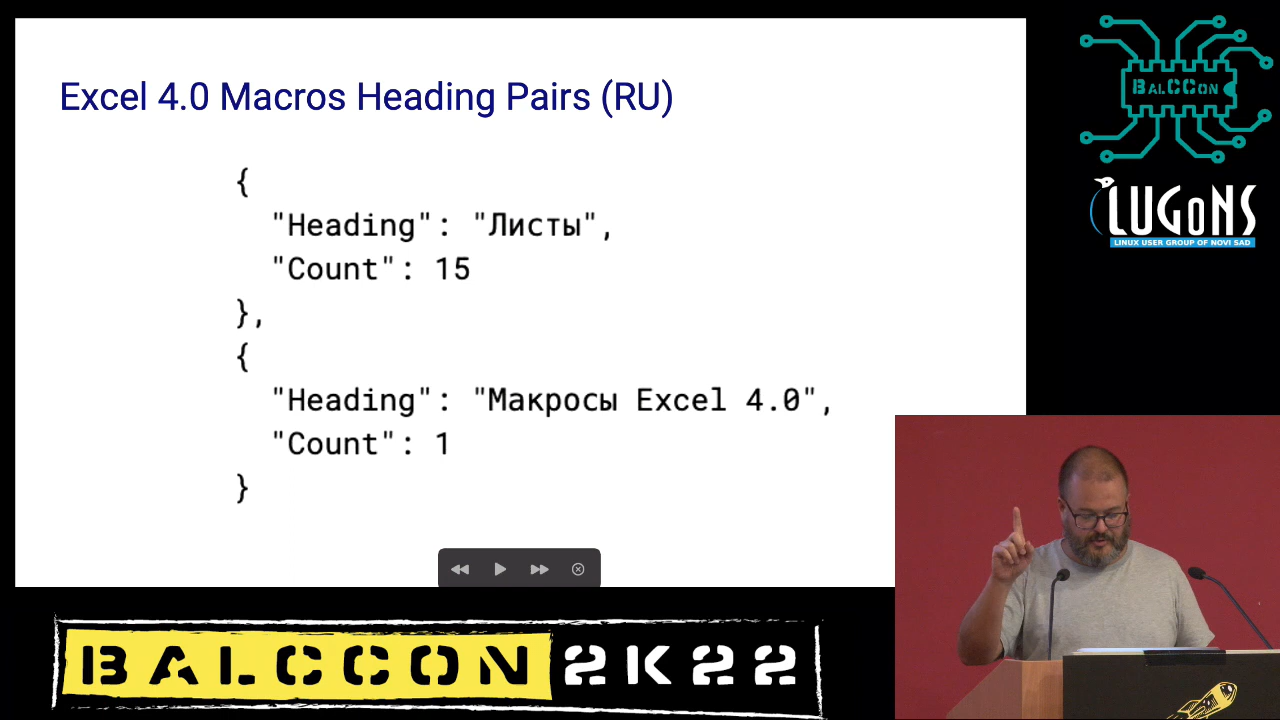 Excel 4.0 Macros Heading Pairs (RU)
{
"Heading": "Листы",
"Count": 15
},
{
"Heading": "Макросы Excel 4.0",
"Count": 1
}
BALCCON
LUGoNS
LINUX USER GROUP OF NOVI SAD
BALCCON 2K22